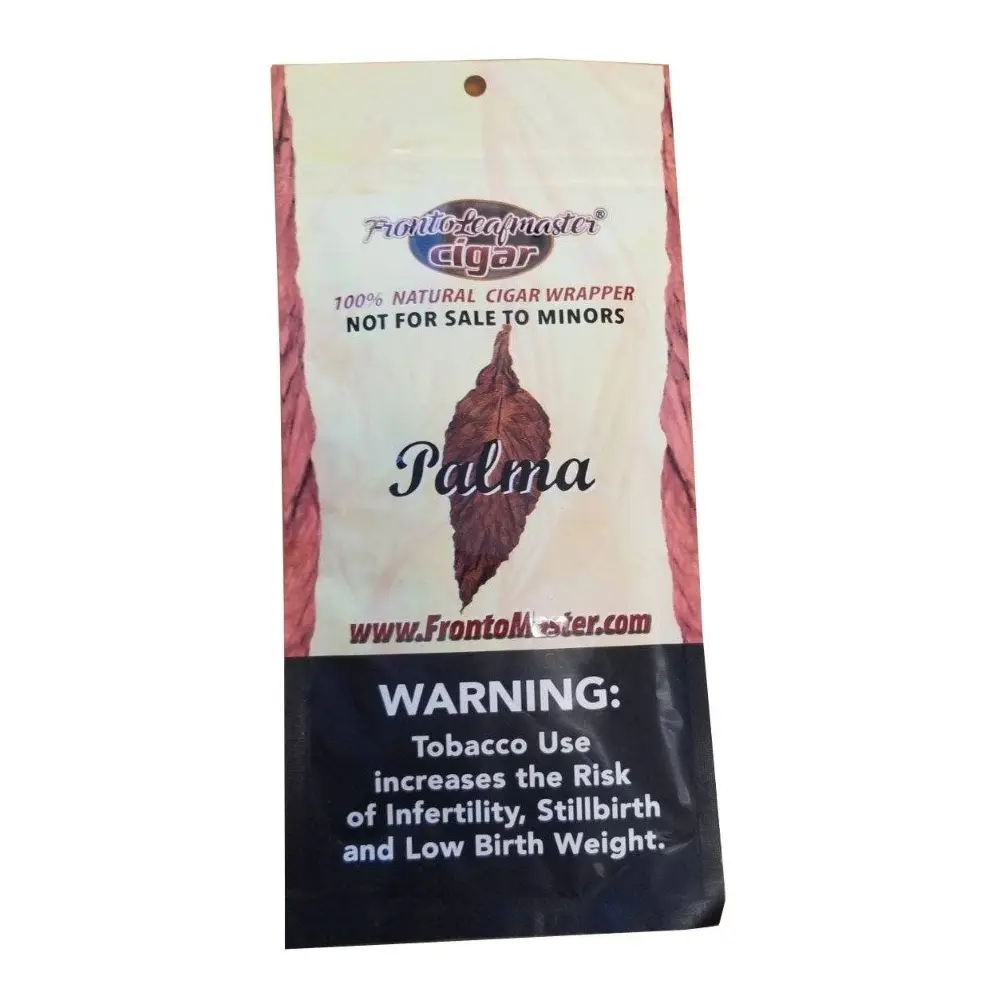 FrontoLeafmaster®
cigar
100% NATURAL CIGAR WRAPPER
NOT FOR SALE TO MINORS
Palma
www.FrontoMaster.com
WARNING:
Tobacco Use
increases the Risk
of Infertility, Stillbirth
and Low Birth Weight.